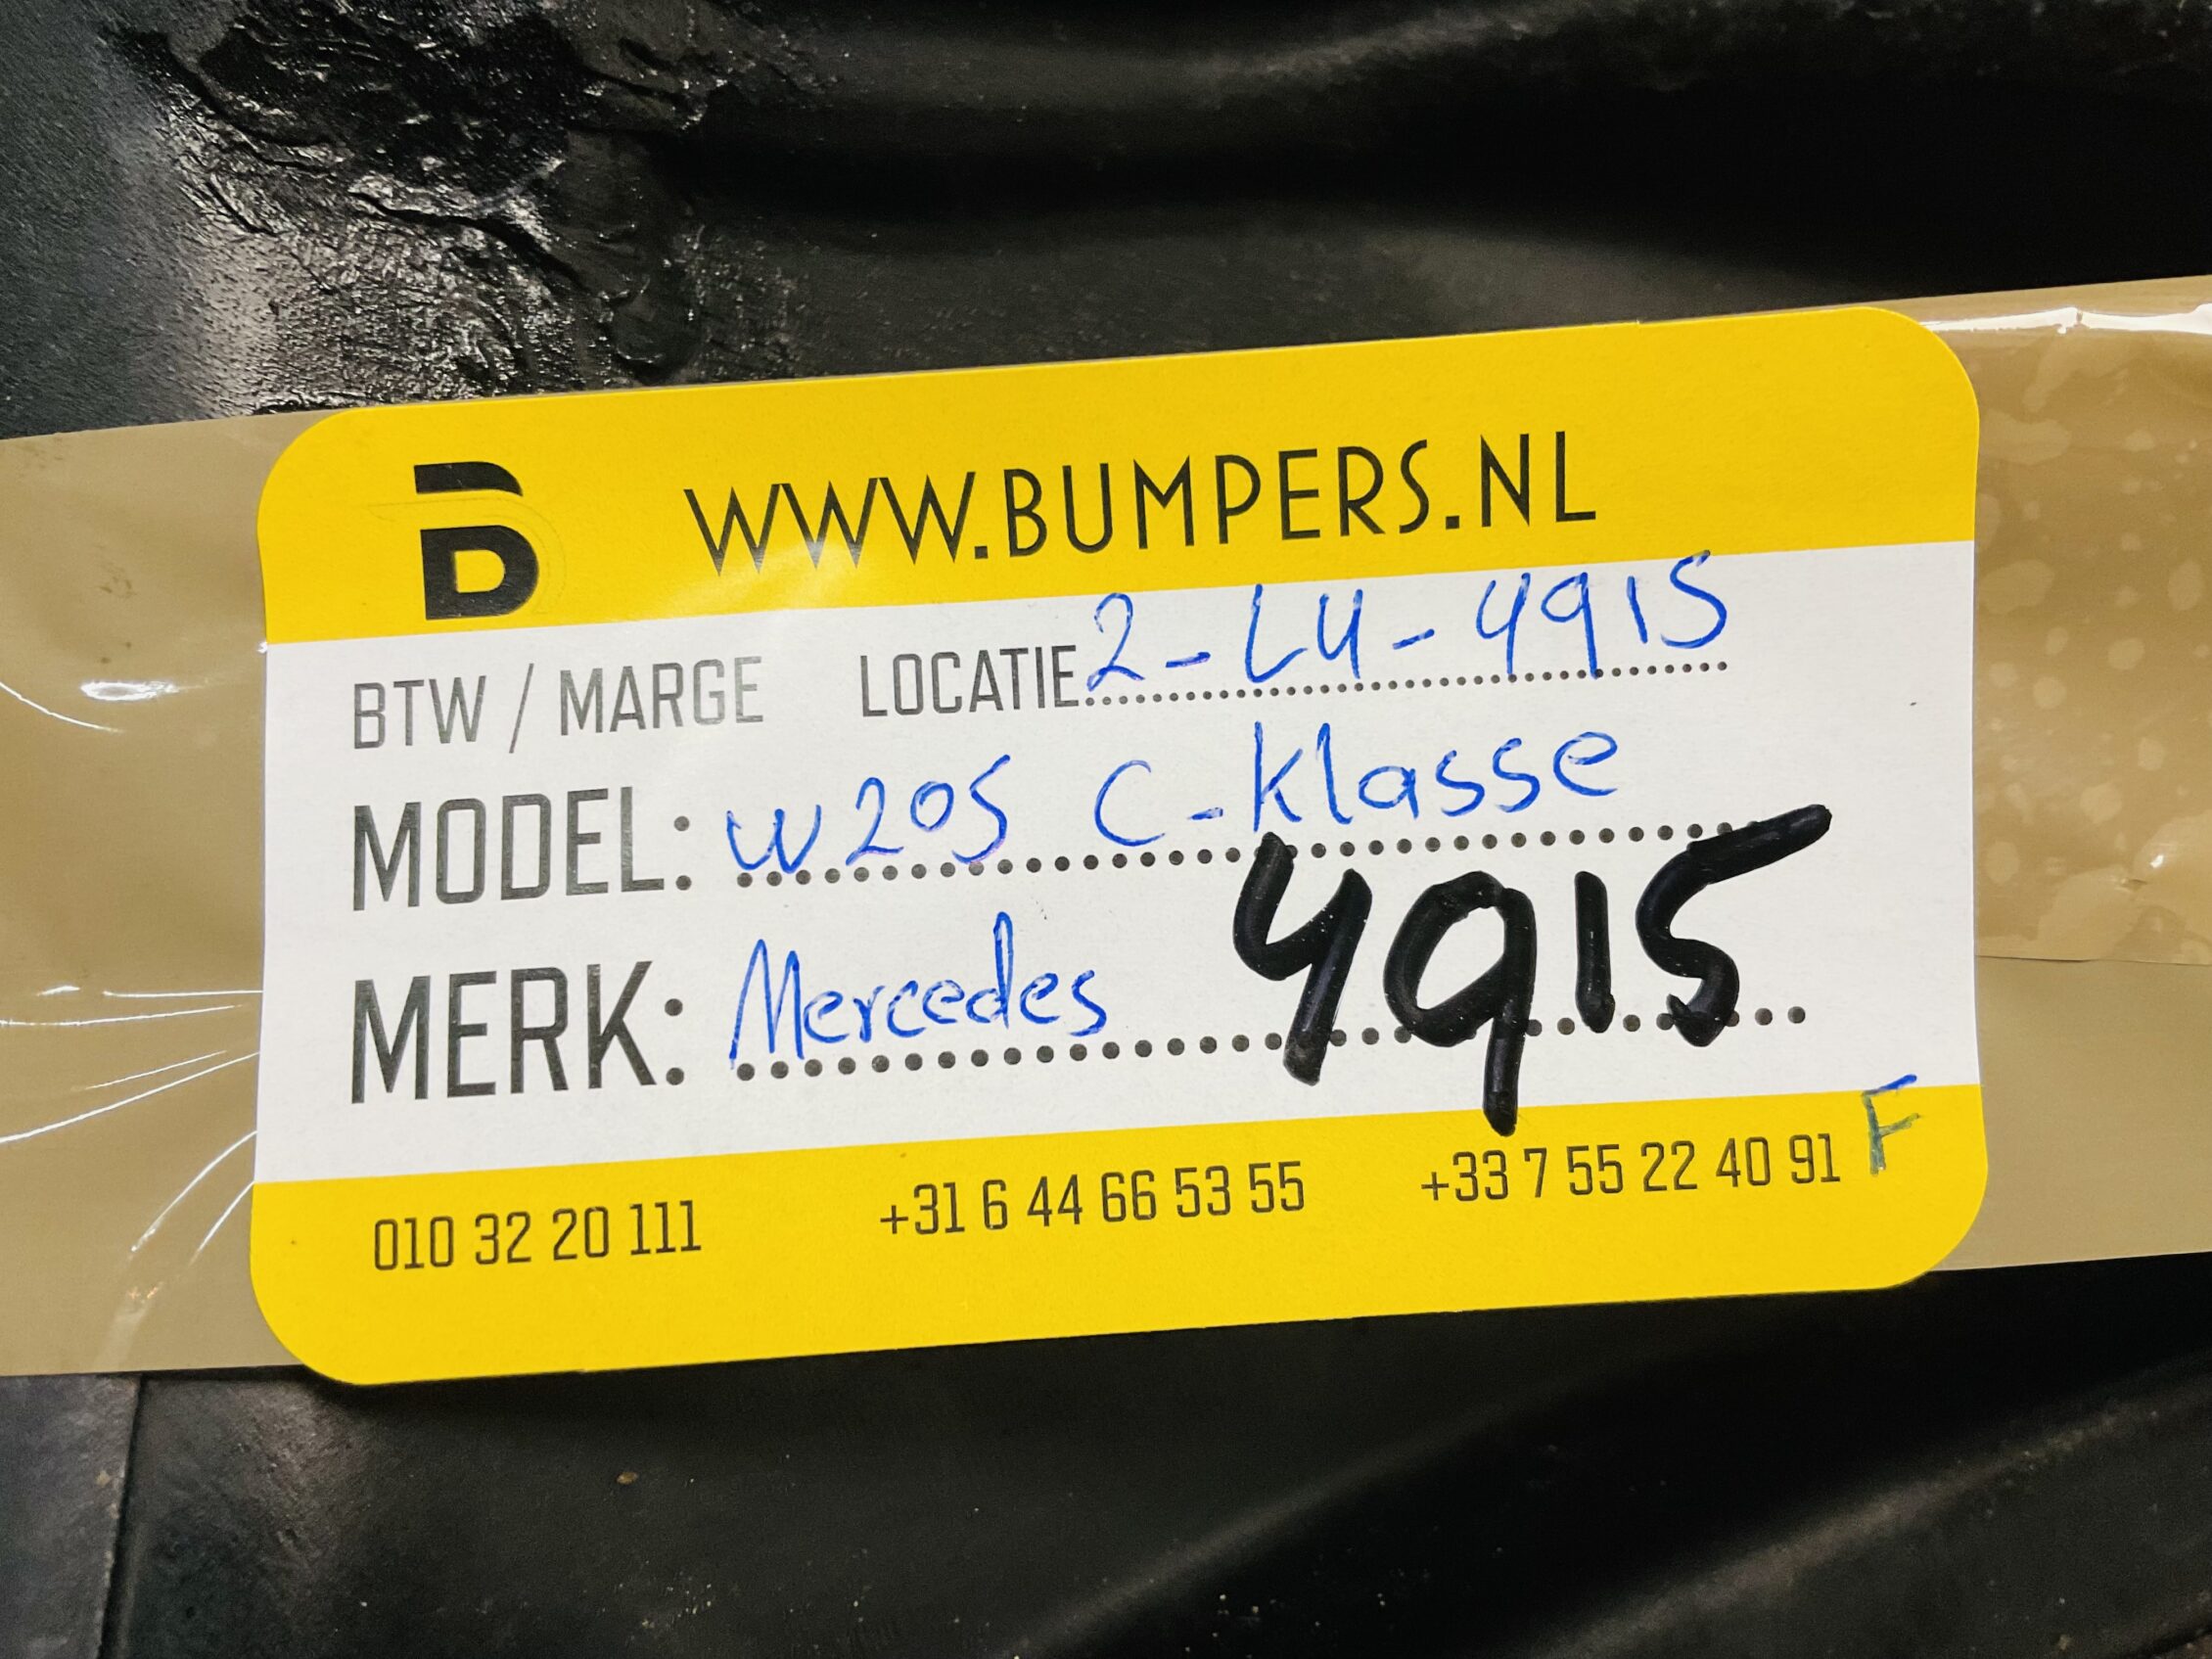 B WWW.BUMPERS.NL
BTW / MARGE LOCATIE 2-L4-4915
MODEL: W205 C-Klasse
MERK: Mercedes 4915
010 32 20 111 +31 6 44 66 53 55 +33 7 55 22 40 91 F